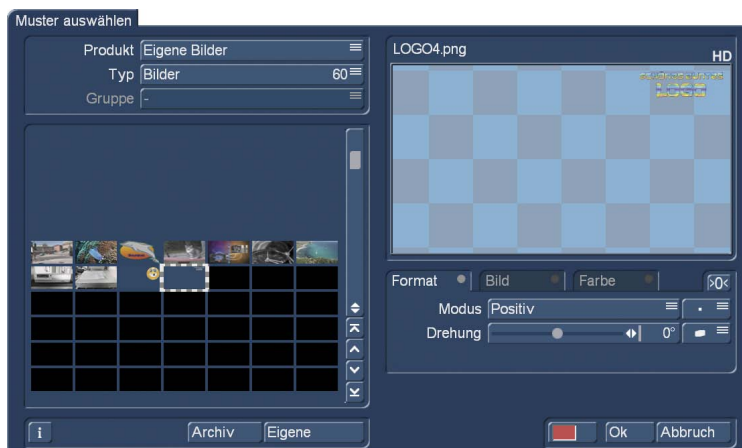 Muster auswählen
Produkt Eigene Bilder
Typ Bilder 60
Gruppe -
LOGO4.png
HD
LOGO
Format Bild Farbe >0<
Modus Positiv
Drehung 0°
i Archiv Eigene
Ok Abbruch